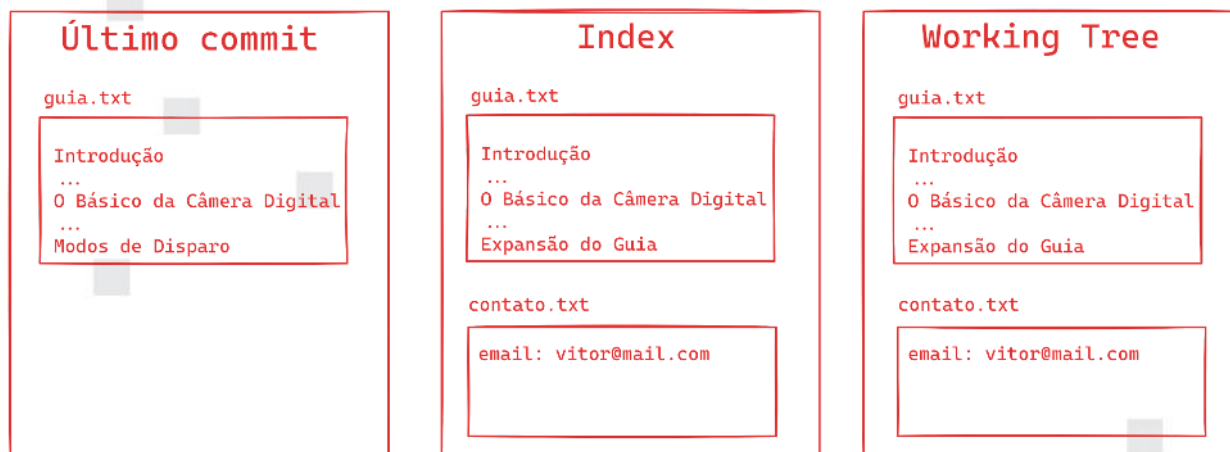 Último commit
guia.txt
Introdução
...
O Básico da Câmera Digital
...
Modos de Disparo
Index
guia.txt
Introdução
...
O Básico da Câmera Digital
...
Expansão do Guia
contato.txt
email: vitor@mail.com
Working Tree
guia.txt
Introdução
...
O Básico da Câmera Digital
...
Expansão do Guia
contato.txt
email: vitor@mail.com